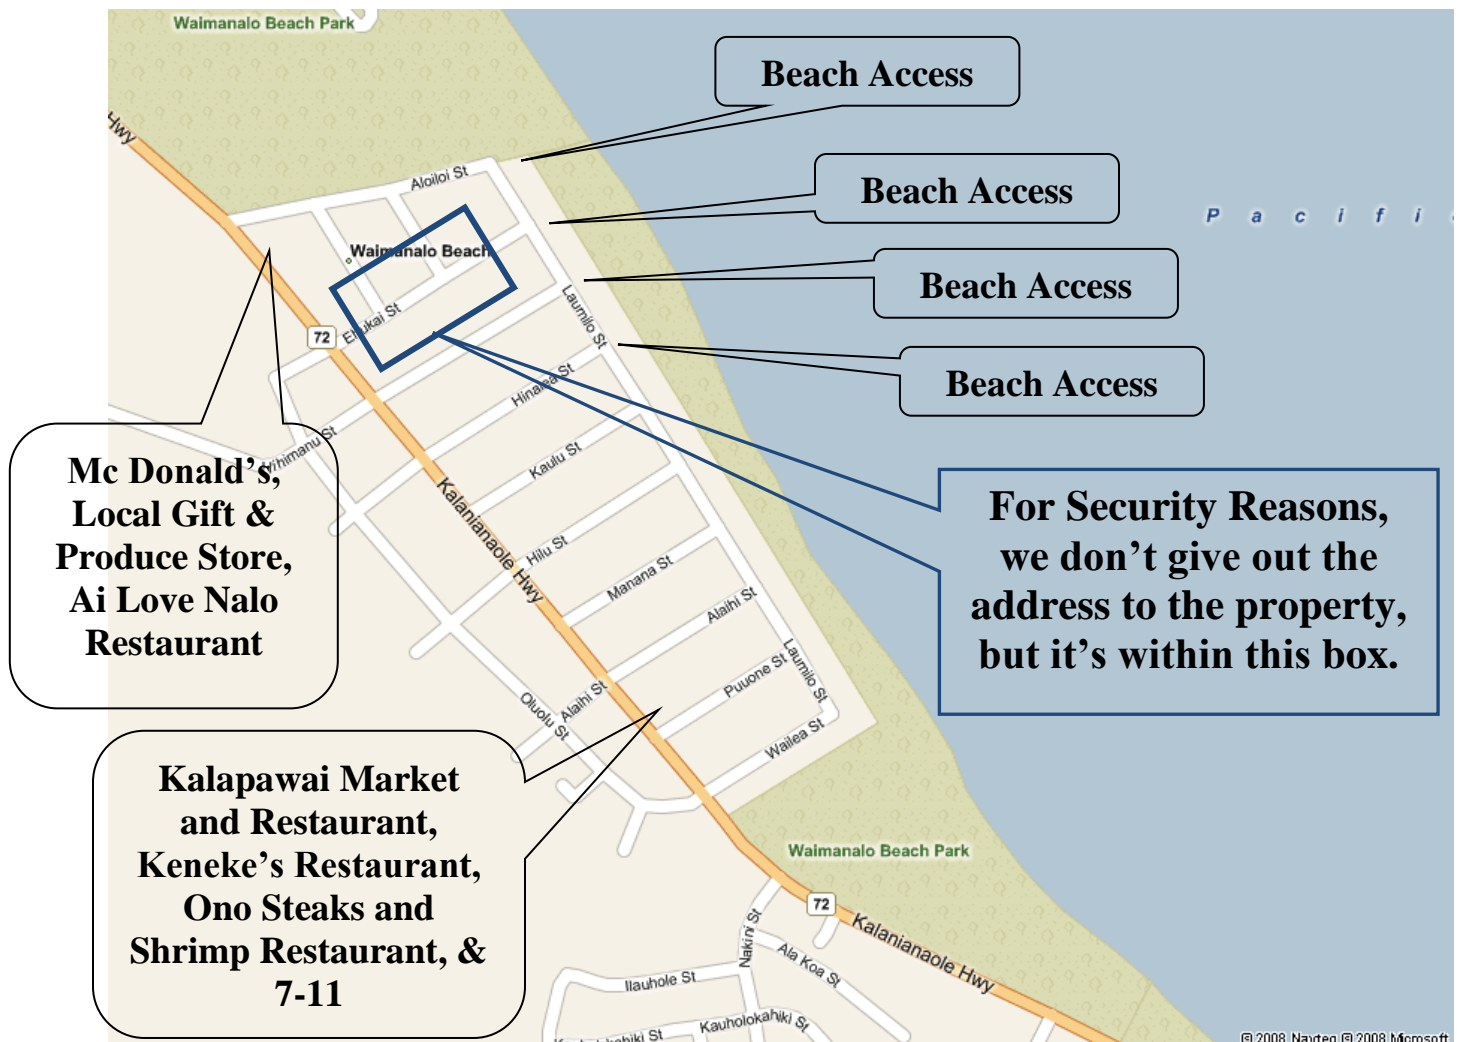 Waimanalo Beach Park
Beach Access
Hwy
Beach Access
Aloiloi St
P a c i f i
Waimanalo Beach
Beach Access
Laumilo St
72
Ehukai St
Beach Access
Hinalea St
Mc Donald’s,
Local Gift &
Produce Store,
Ai Love Nalo
Restaurant
Vihimanu St
Kaulu St
Kalanianaole Hwy
For Security Reasons,
we don’t give out the
address to the property,
but it’s within this box.
Hilu St
Manana St
Alaihi St
Laumilo St
Puuone St
Alaihi St
Oluolu St
Wailea St
Kalapawai Market
and Restaurant,
Keneke’s Restaurant,
Ono Steaks and
Shrimp Restaurant, &
7-11
Waimanalo Beach Park
72
Kalanianaole Hwy
Nakini St
Ala Koa St
Ilauhole St
Kauholokahiki St
St
© 2008 Navteq © 2008 Microsoft